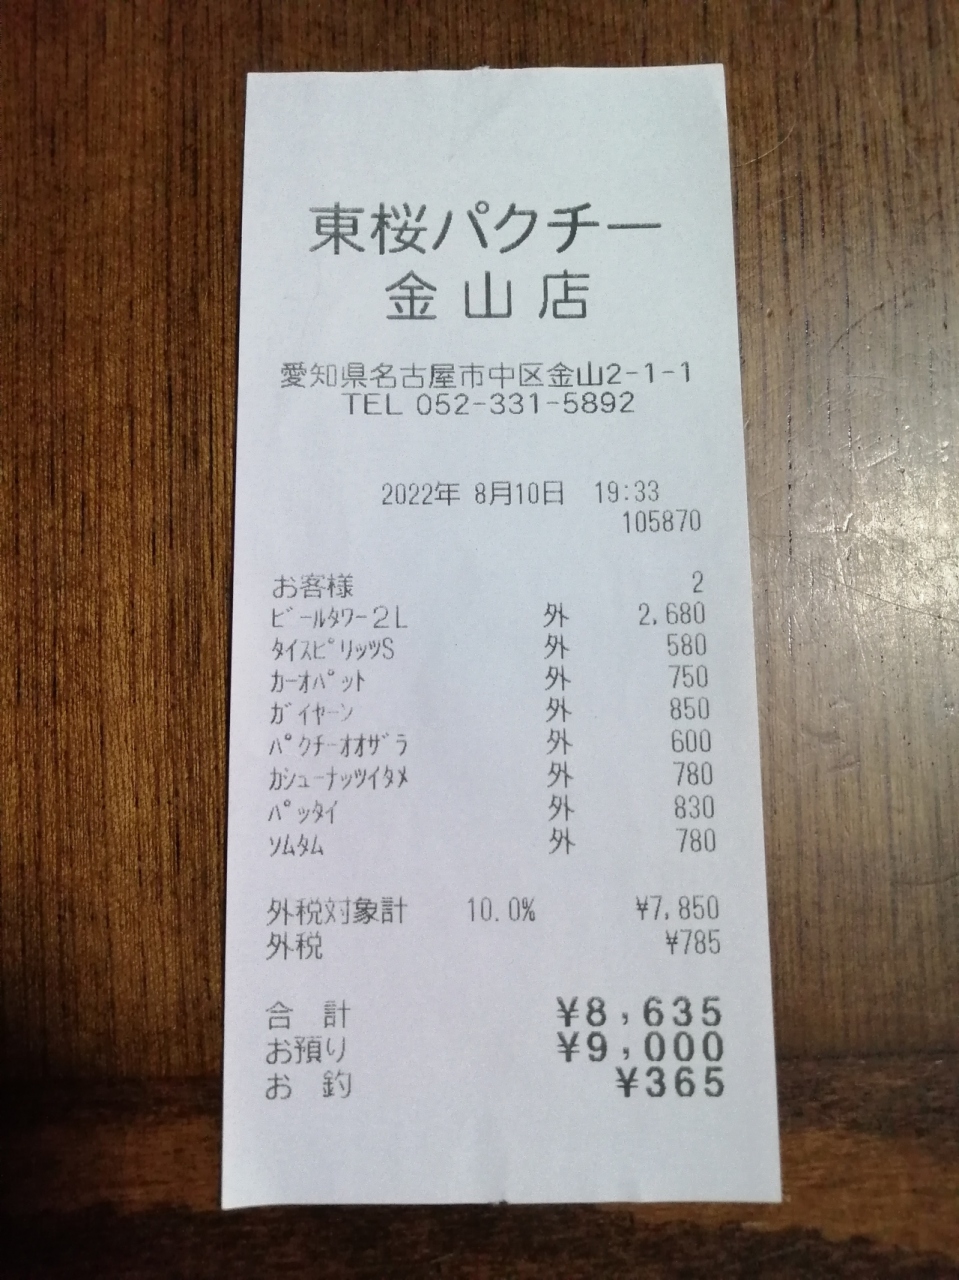 東桜パクチー
金山店
愛知県名古屋市中区金山2-1-1
TEL 052-331-5892
2022年 8月10日 19:33
105870
お客様 2
ﾋﾞｰﾙﾀﾜｰ２Ｌ 外 2,680
ﾀｲｽﾋﾟﾘｯﾂS 外 580
ｶｰｵﾊﾟｯﾄ 外 750
ｶﾞｲﾔｰﾝ 外 850
ﾊﾟｸﾁｰｵｵｻﾞﾗ 外 600
ｶｼｭｰﾅｯﾂｲﾀﾒ 外 780
ﾊﾟｯﾀｲ 外 830
ｿﾑﾀﾑ 外 780
外税対象計 10.0% ¥7,850
外税 ¥785
合 計 ¥8,635
お預り ¥9,000
お 釣 ¥365